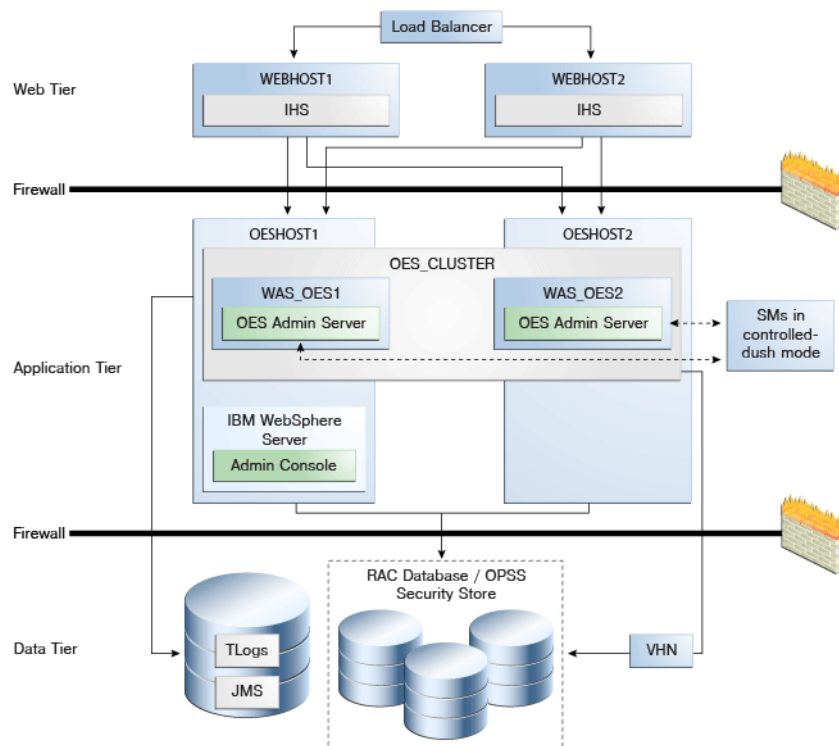 Load Balancer
Web Tier
WEBHOST1
IHS
WEBHOST2
IHS
Firewall
OESHOST1
OESHOST2
OES_CLUSTER
WAS_OES1
OES Admin Server
WAS_OES2
OES Admin Server
SMs in
controlled-
dush mode
Application Tier
IBM WebSphere
Server
Admin Console
Firewall
RAC Database / OPSS
Security Store
Data Tier
TLogs
JMS
VHN